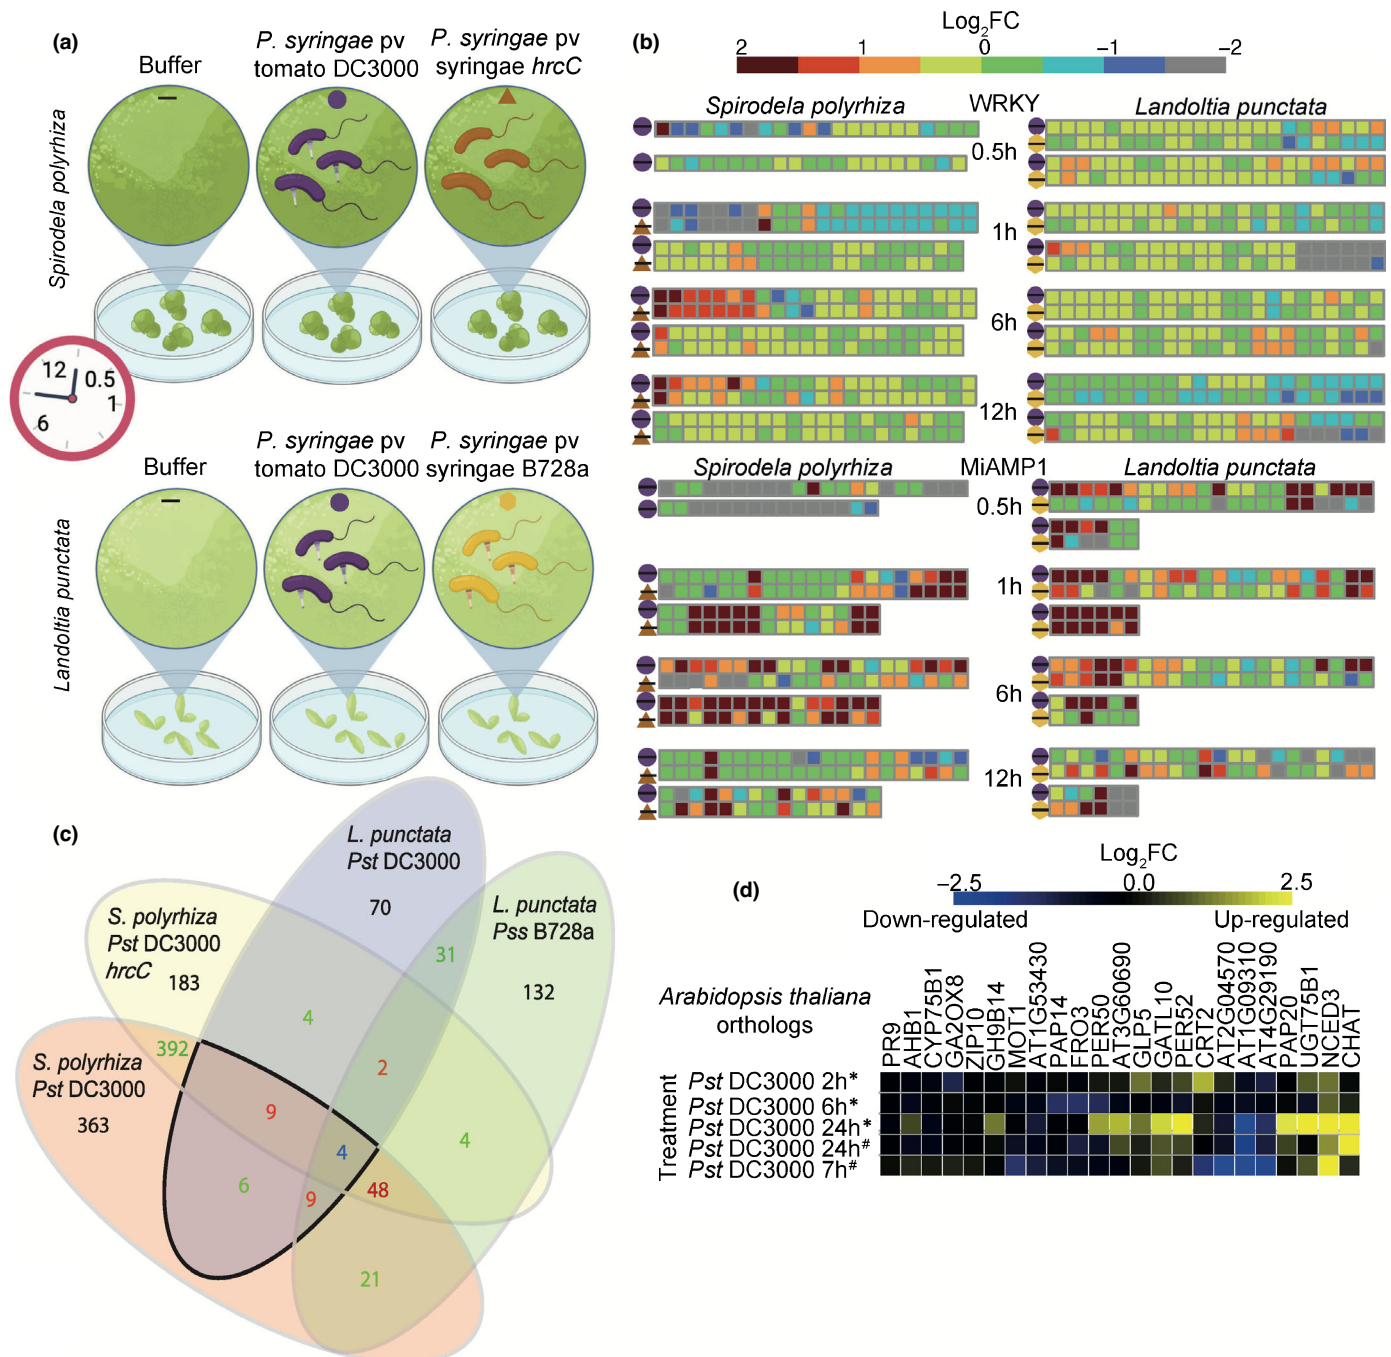 (a)
Buffer
P. syringae pv
tomato DC3000
P. syringae pv
syringae hrcC
Spirodela polyrhiza
12
0.5
1
6
Buffer
P. syringae pv
tomato DC3000
P. syringae pv
syringae B728a
Landoltia punctata
(b)
Log2FC
2 1 0 −1 −2
Spirodela polyrhiza
WRKY
Landoltia punctata
0.5h
1h
6h
12h
Spirodela polyrhiza
MiAMP1
Landoltia punctata
0.5h
1h
6h
12h
(c)
L. punctata
Pst DC3000
70
S. polyrhiza
Pst DC3000
hrcC 183
L. punctata
Pss B728a
132
31
4
392
2
S. polyrhiza
Pst DC3000
363
9
4
4
6
9
48
21
(d)
Log2FC
−2.5 0.0 2.5
Down-regulated
Up-regulated
Arabidopsis thaliana
orthologs
PR9
AHB1
CYP75B1
GA2OX8
ZIP10
GH9B14
MOT1
AT1G53430
PAP14
FRO3
PER50
AT3G60690
GLP5
GATL10
PER52
CRT2
AT2G04570
AT1G09310
AT4G29190
PAP20
UGT75B1
NCED3
CHAT
Treatment
Pst DC3000 2h*
Pst DC3000 6h*
Pst DC3000 24h*
Pst DC3000 24h#
Pst DC3000 7h#